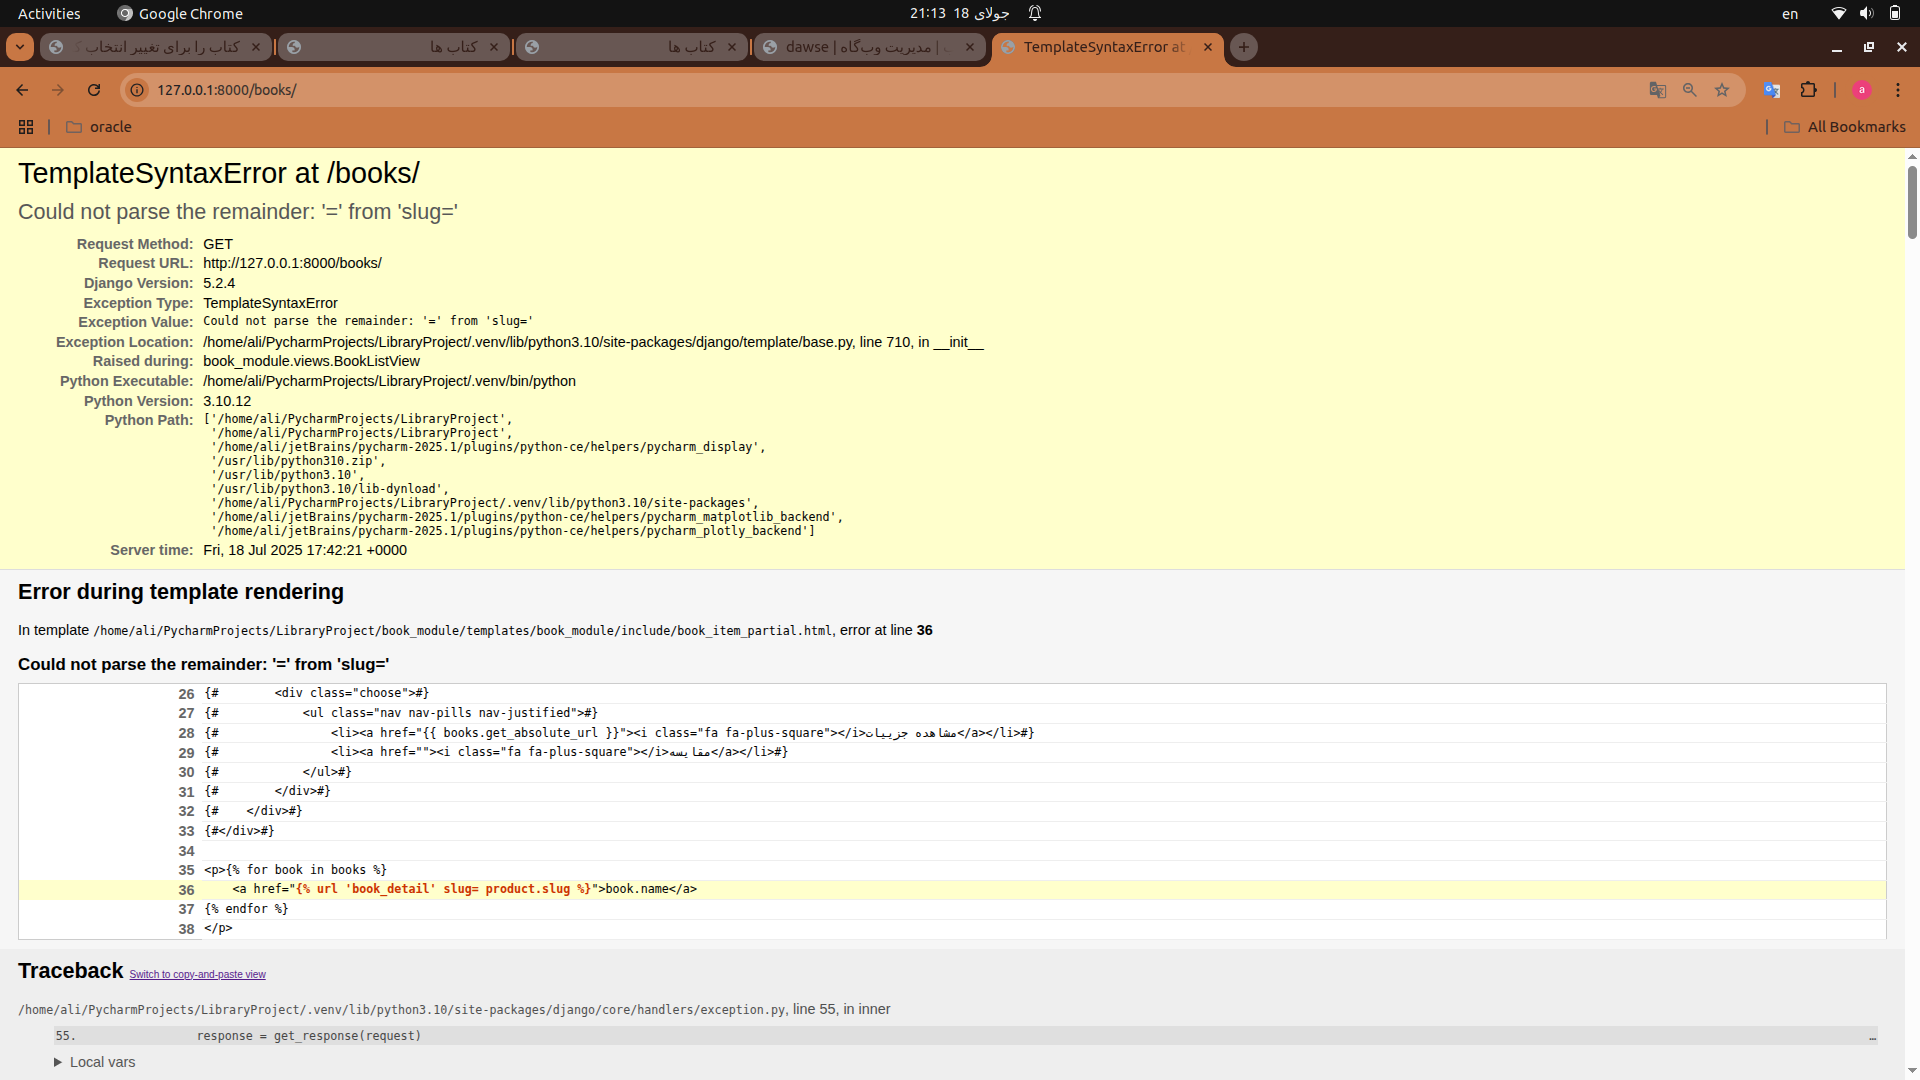 Activities
Google Chrome
21:13 جولای 18
en
کتاب را برای تغییر انتخاب
کتاب ها
کتاب ها
dawse | مدیریت وب‌گاه |
TemplateSyntaxError at
127.0.0.1:8000/books/
a
oracle
All Bookmarks
TemplateSyntaxError at /books/
Could not parse the remainder: '=' from 'slug='
Request Method: GET
Request URL: http://127.0.0.1:8000/books/
Django Version: 5.2.4
Exception Type: TemplateSyntaxError
Exception Value: Could not parse the remainder: '=' from 'slug='
Exception Location: /home/ali/PycharmProjects/LibraryProject/.venv/lib/python3.10/site-packages/django/template/base.py, line 710, in __init__
Raised during: book_module.views.BookListView
Python Executable: /home/ali/PycharmProjects/LibraryProject/.venv/bin/python
Python Version: 3.10.12
Python Path: ['/home/ali/PycharmProjects/LibraryProject',
'/home/ali/PycharmProjects/LibraryProject',
'/home/ali/jetBrains/pycharm-2025.1/plugins/python-ce/helpers/pycharm_display',
'/usr/lib/python310.zip',
'/usr/lib/python3.10',
'/usr/lib/python3.10/lib-dynload',
'/home/ali/PycharmProjects/LibraryProject/.venv/lib/python3.10/site-packages',
'/home/ali/jetBrains/pycharm-2025.1/plugins/python-ce/helpers/pycharm_matplotlib_backend',
'/home/ali/jetBrains/pycharm-2025.1/plugins/python-ce/helpers/pycharm_plotly_backend']
Server time: Fri, 18 Jul 2025 17:42:21 +0000
Error during template rendering
In template /home/ali/PycharmProjects/LibraryProject/book_module/templates/book_module/include/book_item_partial.html, error at line 36
Could not parse the remainder: '=' from 'slug='
26 {#        <div class="choose">#}
27 {#            <ul class="nav nav-pills nav-justified">#}
28 {#                <li><a href="{{ books.get_absolute_url }}"><i class="fa fa-plus-square"></i>مشاهده جزییات</a></li>#}
29 {#                <li><a href=""><i class="fa fa-plus-square"></i>مقایسه</a></li>#}
30 {#            </ul>#}
31 {#        </div>#}
32 {#    </div>#}
33 {#</div>#}
34
35 <p>{% for book in books %}
36     <a href="{% url 'book_detail' slug= product.slug %}">book.name</a>
37 {% endfor %}
38 </p>
Traceback Switch to copy-and-paste view
/home/ali/PycharmProjects/LibraryProject/.venv/lib/python3.10/site-packages/django/core/handlers/exception.py, line 55, in inner
55. response = get_response(request) …
Local vars